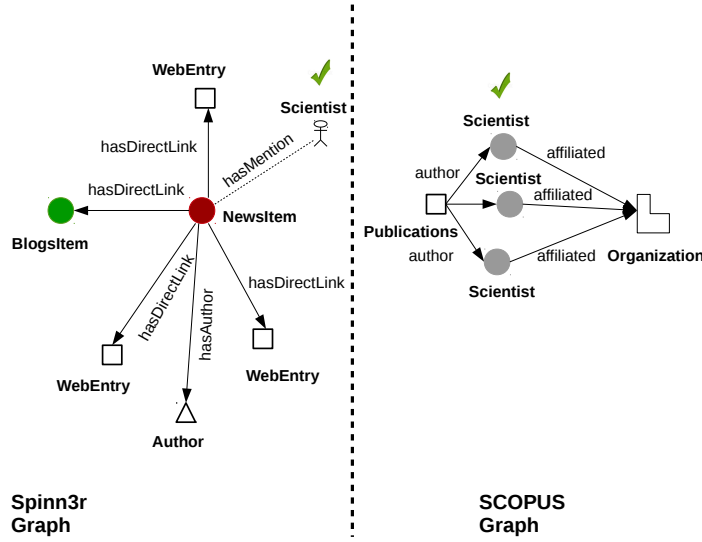 WebEntry
Scientist
hasDirectLink
hasMention
hasDirectLink
NewsItem
BlogsItem
hasDirectLink
hasAuthor
hasDirectLink
WebEntry
WebEntry
Author
Spinn3r
Graph
Scientist
author
affiliated
Scientist
affiliated
Publications
author
affiliated
Organization
Scientist
SCOPUS
Graph